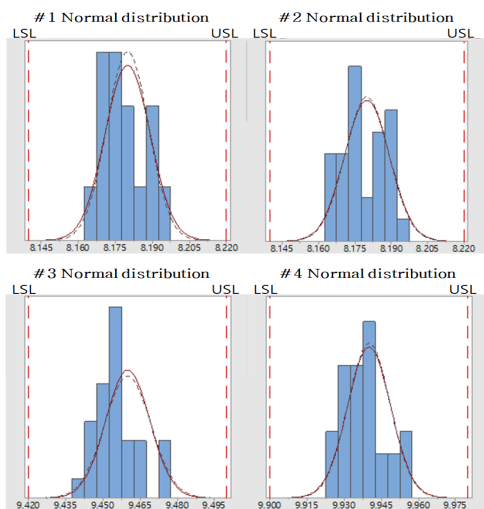 #1 Normal distribution
LSL USL
8.145 8.160 8.175 8.190 8.205 8.220
#2 Normal distribution
LSL USL
8.145 8.160 8.175 8.190 8.205 8.220
#3 Normal distribution
LSL USL
9.420 9.435 9.450 9.465 9.480 9.495
#4 Normal distribution
LSL USL
9.900 9.915 9.930 9.945 9.960 9.975